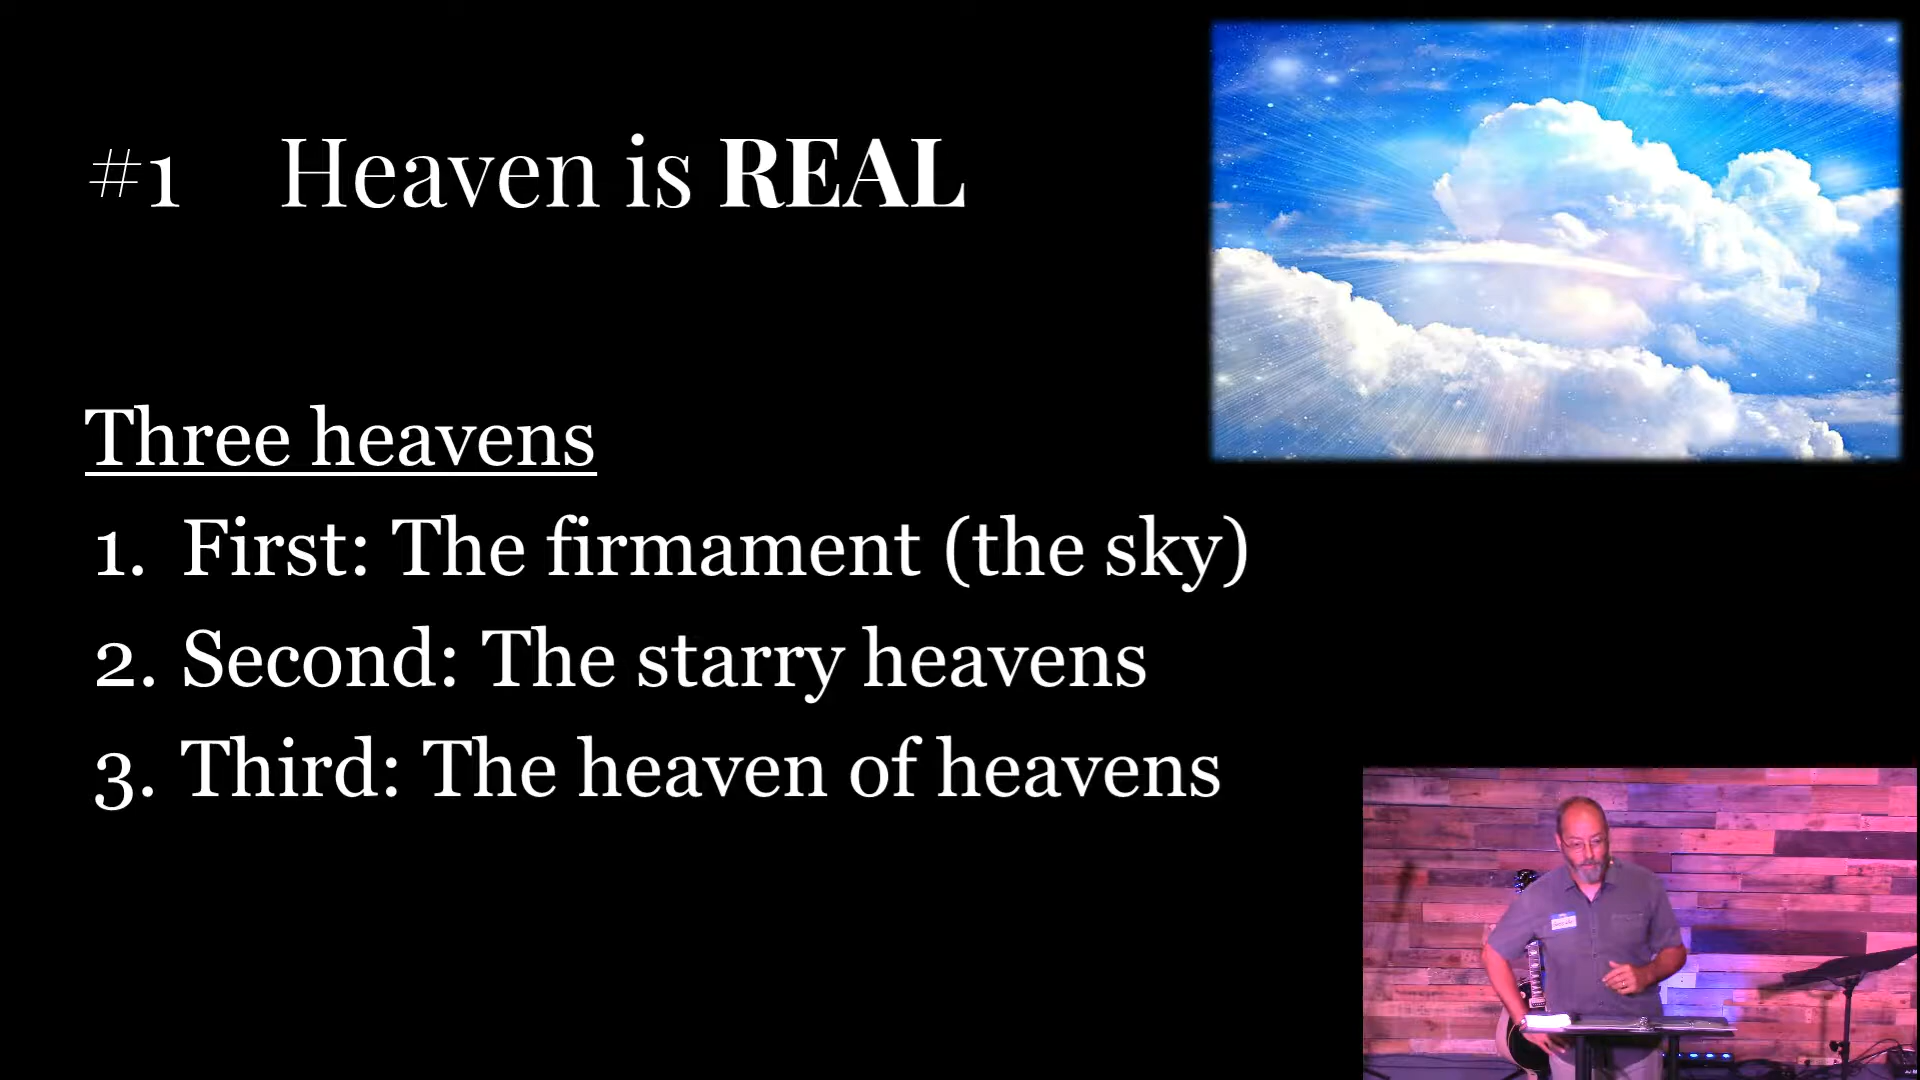 #1 Heaven is REAL
Three heavens
1. First: The firmament (the sky)
2. Second: The starry heavens
3. Third: The heaven of heavens